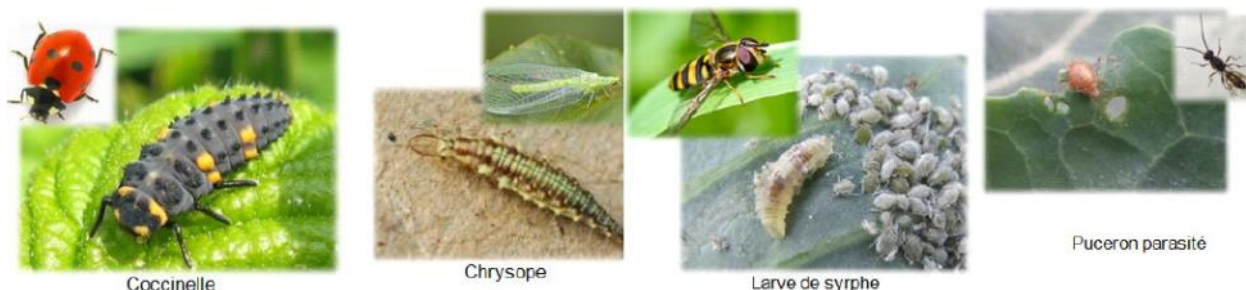 Coccinelle
Chrysope
Larve de syrphe
Puceron parasité